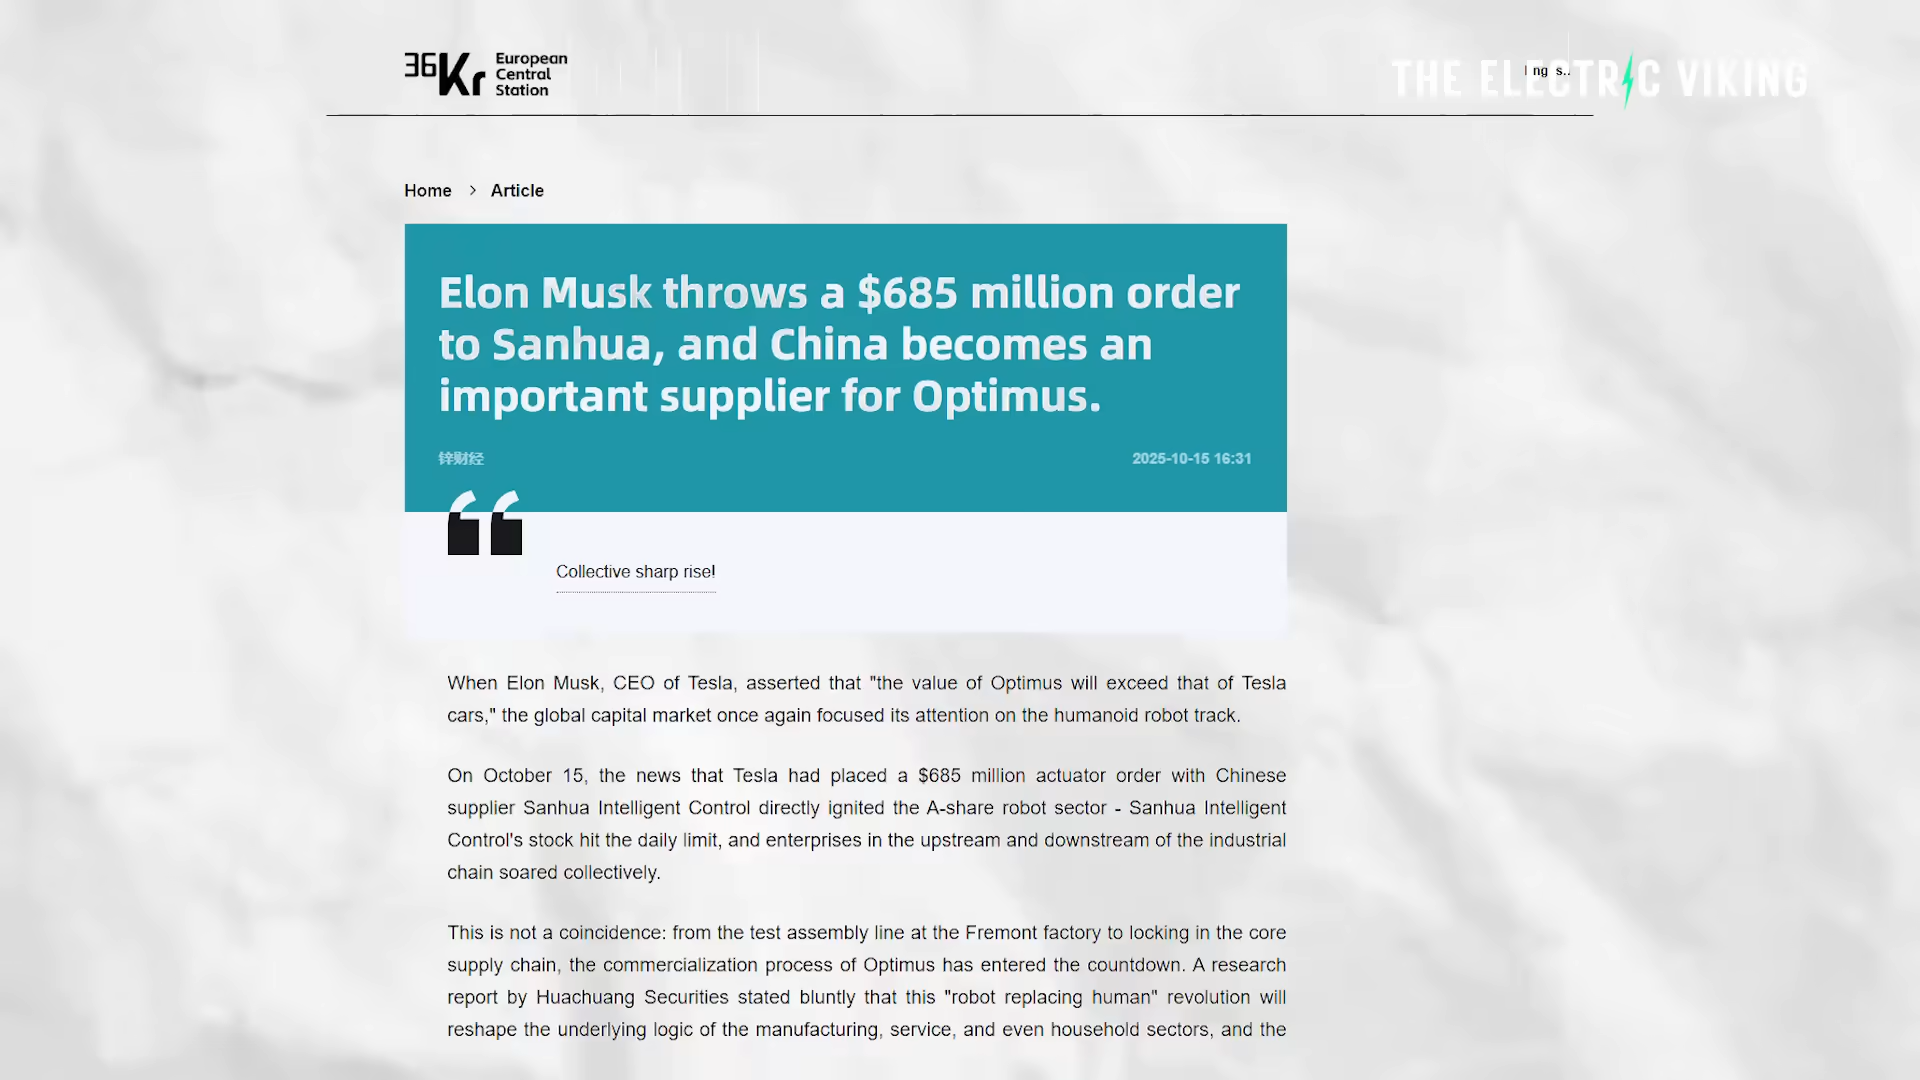 36Kr European
Central
Station
THE ELECTRIC VIKING
Home > Article
Elon Musk throws a $685 million order
to Sanhua, and China becomes an
important supplier for Optimus.
锌财经 2025-10-15 16:31
Collective sharp rise!
When Elon Musk, CEO of Tesla, asserted that "the value of Optimus will exceed that of Tesla
cars," the global capital market once again focused its attention on the humanoid robot track.
On October 15, the news that Tesla had placed a $685 million actuator order with Chinese
supplier Sanhua Intelligent Control directly ignited the A-share robot sector - Sanhua Intelligent
Control's stock hit the daily limit, and enterprises in the upstream and downstream of the industrial
chain soared collectively.
This is not a coincidence: from the test assembly line at the Fremont factory to locking in the core
supply chain, the commercialization process of Optimus has entered the countdown. A research
report by Huachuang Securities stated bluntly that this "robot replacing human" revolution will
reshape the underlying logic of the manufacturing, service, and even household sectors, and the